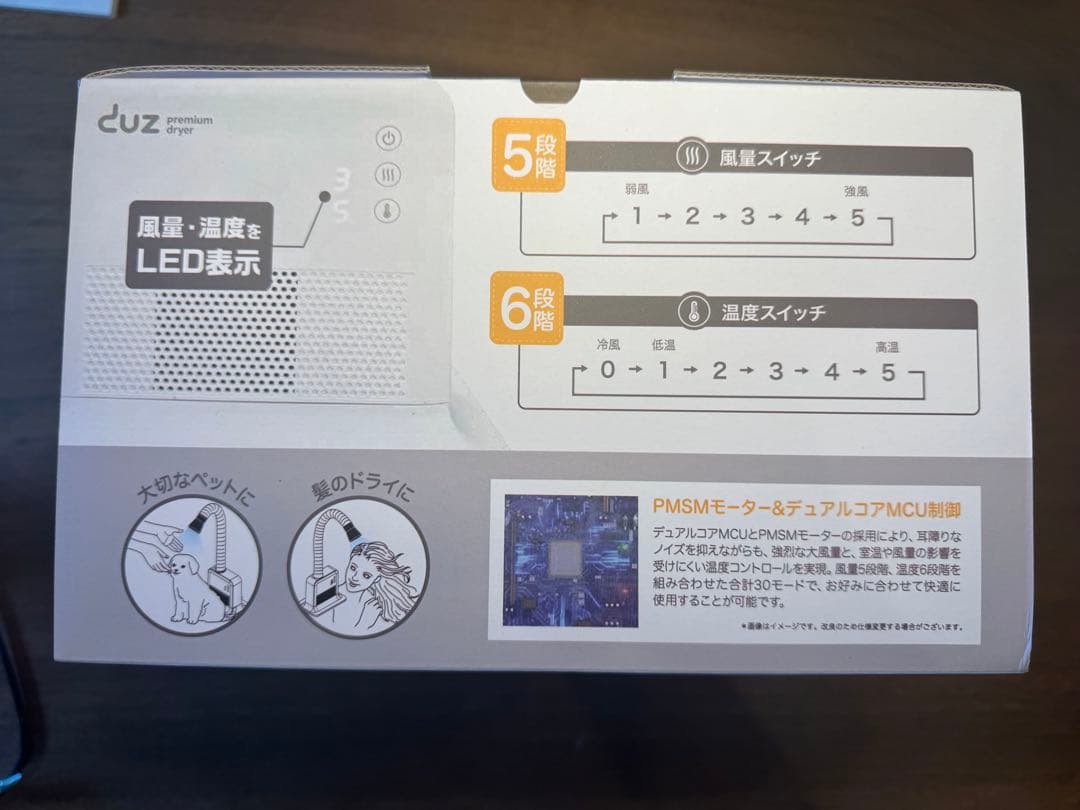 duz premium dryer
3
5
風量・温度を
LED表示
5段階
風量スイッチ
弱風 強風
1 → 2 → 3 → 4 → 5
6段階
温度スイッチ
冷風 低温 高温
0 → 1 → 2 → 3 → 4 → 5
大切なペットに
髪のドライに
PMSMモーター&デュアルコアMCU制御
デュアルコアMCUとPMSMモーターの採用により、耳障りな
ノイズを抑えながらも、強烈な大風量と、室温や風量の影響を
受けにくい温度コントロールを実現。風量5段階、温度6段階を
組み合わせた合計30モードで、お好みに合わせて快適に
使用することが可能です。
*画像はイメージです。改良のため仕様変更する場合がございます。